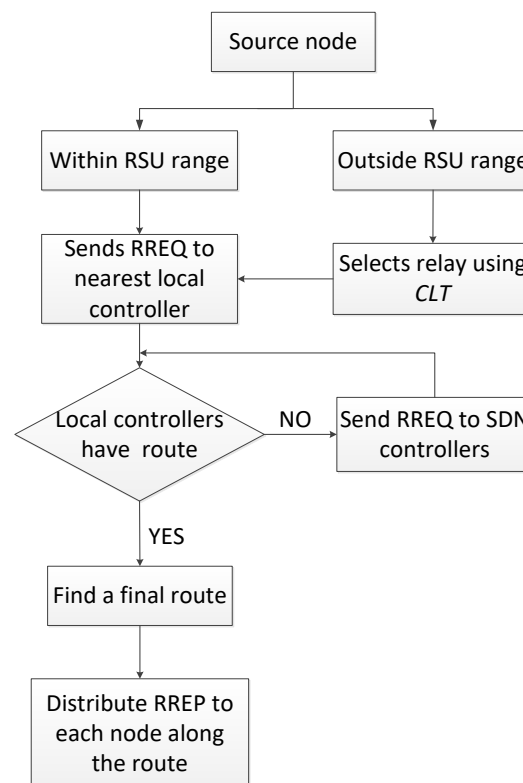 Source node
Within RSU range
Outside RSU range
Sends RREQ to
nearest local
controller
Selects relay using
CLT
Local controllers
have route
NO
Send RREQ to SDN
controllers
YES
Find a final route
Distribute RREP to
each node along
the route